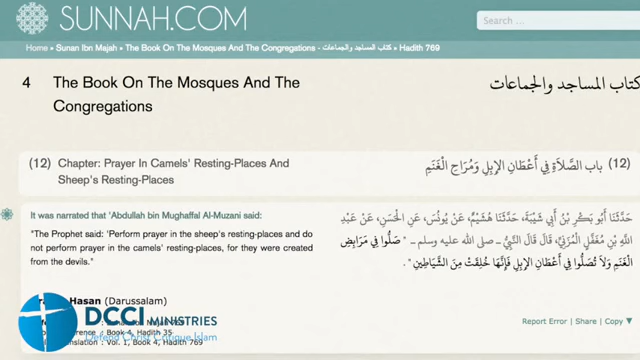 SUNNAH.COM
Search ...
Home » Sunan Ibn Majah » The Book On The Mosques And The Congregations - كتاب المساجد والجماعات » Hadith 769
4 The Book On The Mosques And The كتاب المساجد والجماعات
Congregations
(12) Chapter: Prayer In Camels' Resting-Places And (12) باب الصَّلاَةِ فِي أَعْطَانِ الإِبِلِ وَمُرَاحِ الْغَنَمِ
Sheep's Resting-Places
It was narrated that 'Abdullah bin Mughaffal Al-Muzani said:
"The Prophet said: 'Perform prayer in the sheep's resting-places and do
not perform prayer in the camels' resting-places, for they were created
from the devils.'
حَدَّثَنَا أَبُو بَكْرِ بْنُ أَبِي شَيْبَةَ، حَدَّثَنَا هُشَيْمٌ، عَنْ يُونُسَ، عَنِ الْحَسَنِ، عَنْ عَبْدِ
اللَّهِ بْنِ مُغَفَّلٍ الْمُزَنِيِّ، قَالَ قَالَ النَّبِيُّ ـ صلى الله عليه وسلم ـ " صَلُّوا فِي مَرَابِضِ
الْغَنَمِ وَلاَ تُصَلُّوا فِي أَعْطَانِ الإِبِلِ فَإِنَّهَا خُلِقَتْ مِنَ الشَّيَاطِينِ " .
Hasan (Darussalam)
: Book 4, Hadith 35
: Vol. 1, Book 4, Hadith 769
Report Error | Share | Copy ▼
DCCI MINISTRIES
Defend Christ Critique Islam